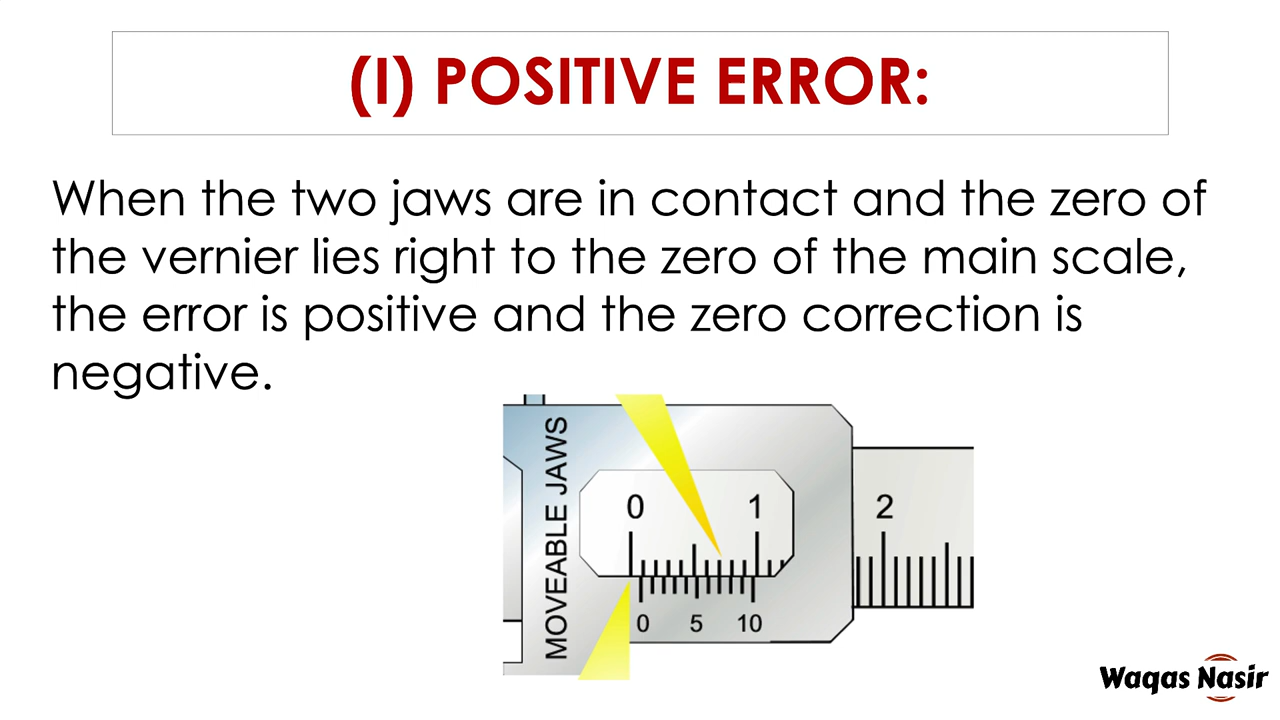 (I) POSITIVE ERROR:
When the two jaws are in contact and the zero of
the vernier lies right to the zero of the main scale,
the error is positive and the zero correction is
negative.
MOVEABLE JAWS
0 1 2
0 5 10
Waqas Nasir